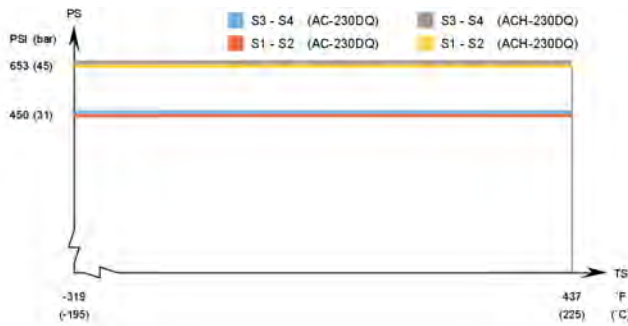 PS
S3 - S4 (AC-230DQ)
S3 - S4 (ACH-230DQ)
PSI (bar)
S1 - S2 (AC-230DQ)
S1 - S2 (ACH-230DQ)
653 (45)
450 (31)
TS
-319
437
°F
(-195)
(225)
(°C)